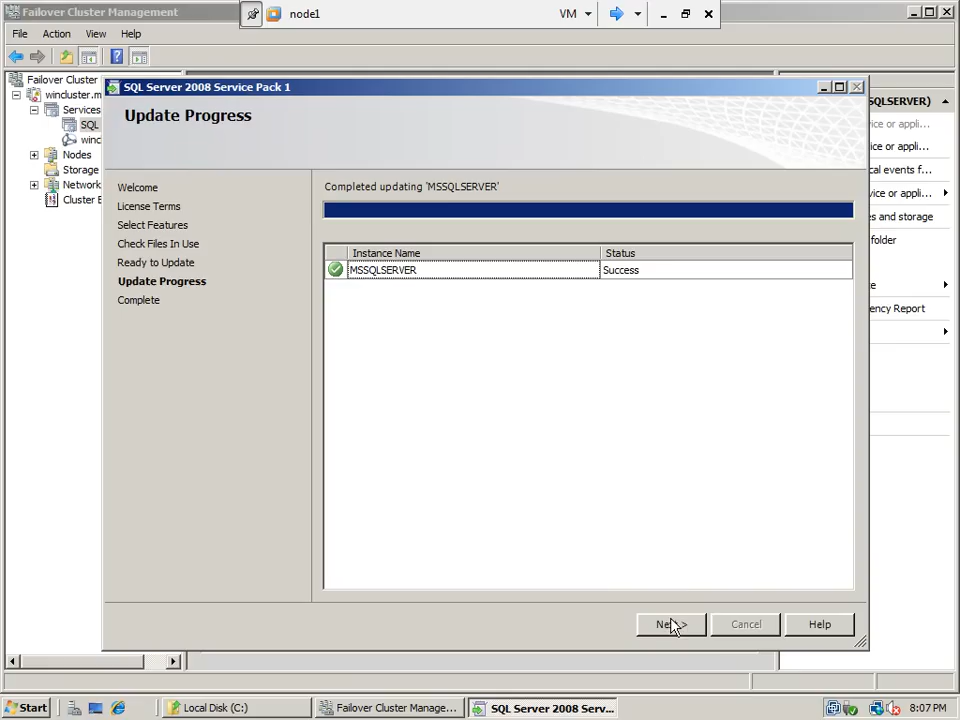 Failover Cluster Management
node1
VM
File Action View Help
Failover Cluster
SQL Server 2008 Service Pack 1
wincluster.m
Services
SQL
winc
Nodes
Storage
Network
Cluster E
Update Progress
SQLSERVER)
ice or appli...
ice or appli...
cal events f...
vice or appli...
es and storage
folder
e
ency Report
Welcome
License Terms
Select Features
Check Files In Use
Ready to Update
Update Progress
Complete
Completed updating 'MSSQLSERVER'
Instance Name Status
MSSQLSERVER Success
Cancel Help
Start
Local Disk (C:)
Failover Cluster Manage...
SQL Server 2008 Serv...
8:07 PM